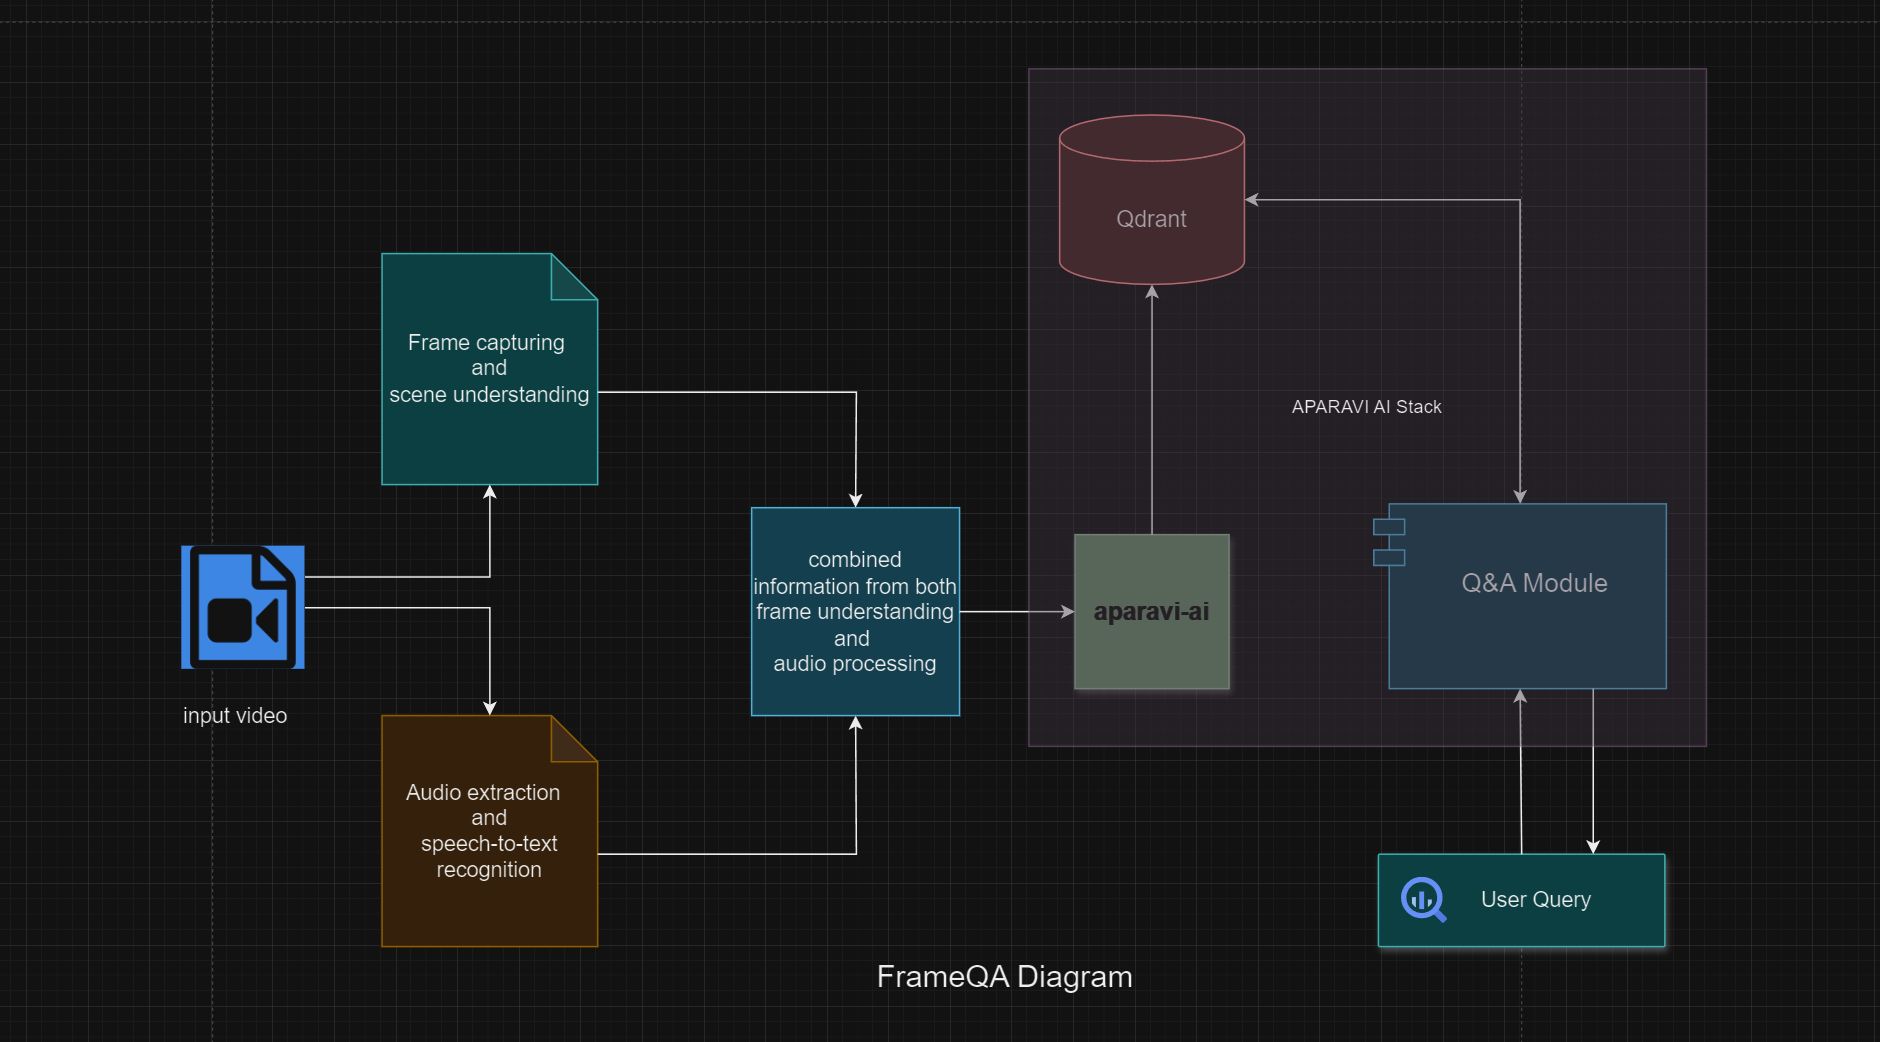 Qdrant
Frame capturing
and
scene understanding
APARAVI AI Stack
combined
information from both
frame understanding
and
audio processing
aparavi-ai
Q&A Module
input video
Audio extraction
and
speech-to-text
recognition
User Query
FrameQA Diagram